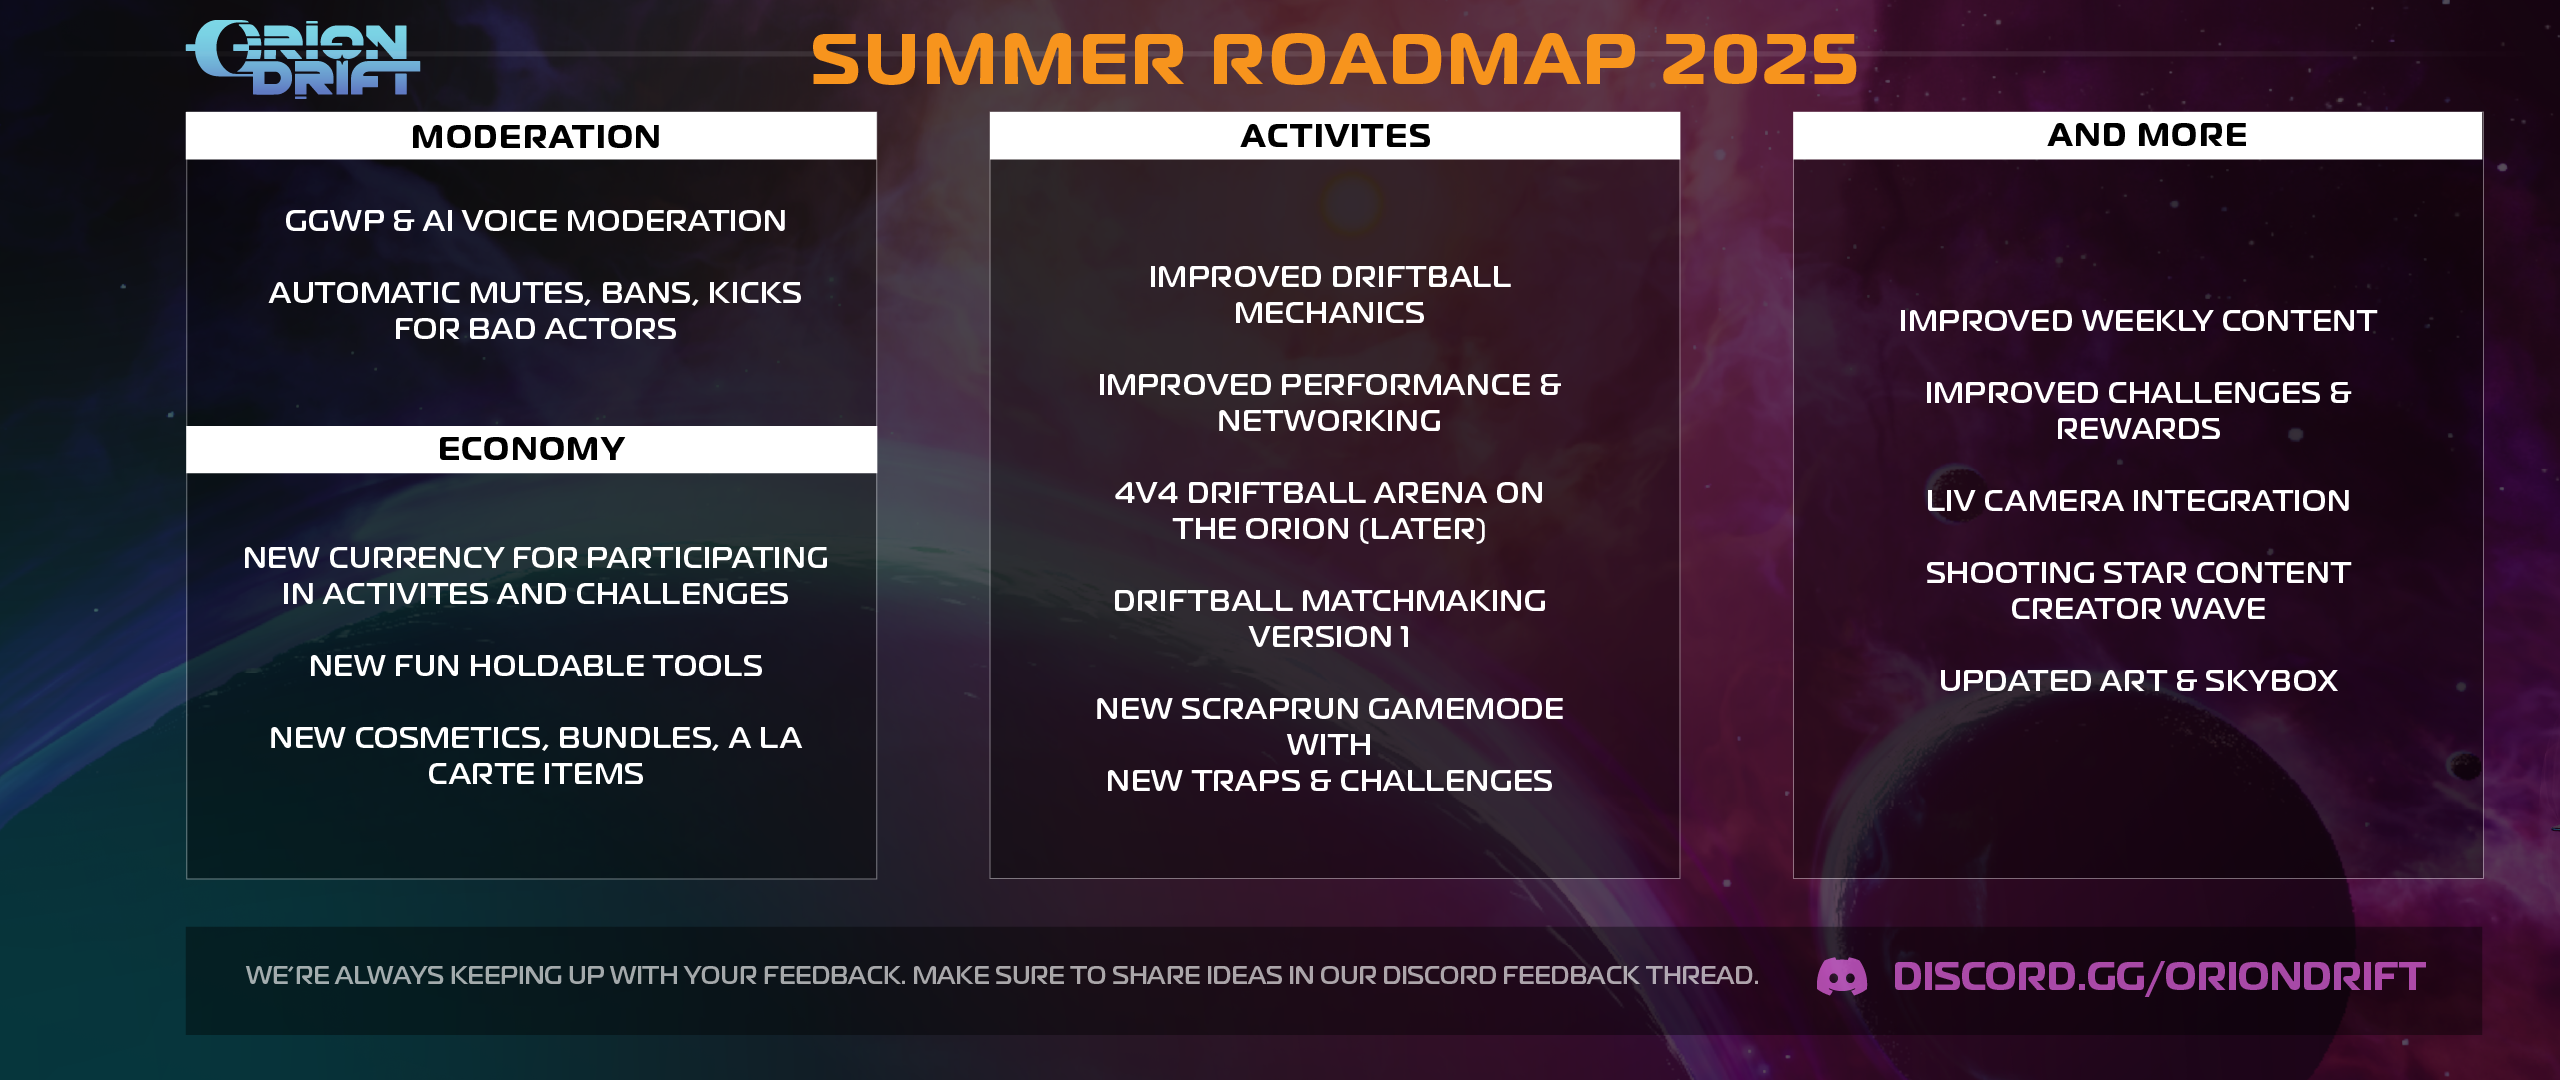 ORION
DRIFT
SUMMER ROADMAP 2025
MODERATION
GGWP & AI VOICE MODERATION
AUTOMATIC MUTES, BANS, KICKS
FOR BAD ACTORS
ECONOMY
NEW CURRENCY FOR PARTICIPATING
IN ACTIVITES AND CHALLENGES
NEW FUN HOLDABLE TOOLS
NEW COSMETICS, BUNDLES, A LA
CARTE ITEMS
ACTIVITES
IMPROVED DRIFTBALL
MECHANICS
IMPROVED PERFORMANCE &
NETWORKING
4V4 DRIFTBALL ARENA ON
THE ORION (LATER)
DRIFTBALL MATCHMAKING
VERSION 1
NEW SCRAPRUN GAMEMODE
WITH
NEW TRAPS & CHALLENGES
AND MORE
IMPROVED WEEKLY CONTENT
IMPROVED CHALLENGES &
REWARDS
LIV CAMERA INTEGRATION
SHOOTING STAR CONTENT
CREATOR WAVE
UPDATED ART & SKYBOX
WE'RE ALWAYS KEEPING UP WITH YOUR FEEDBACK. MAKE SURE TO SHARE IDEAS IN OUR DISCORD FEEDBACK THREAD.
DISCORD.GG/ORIONDRIFT